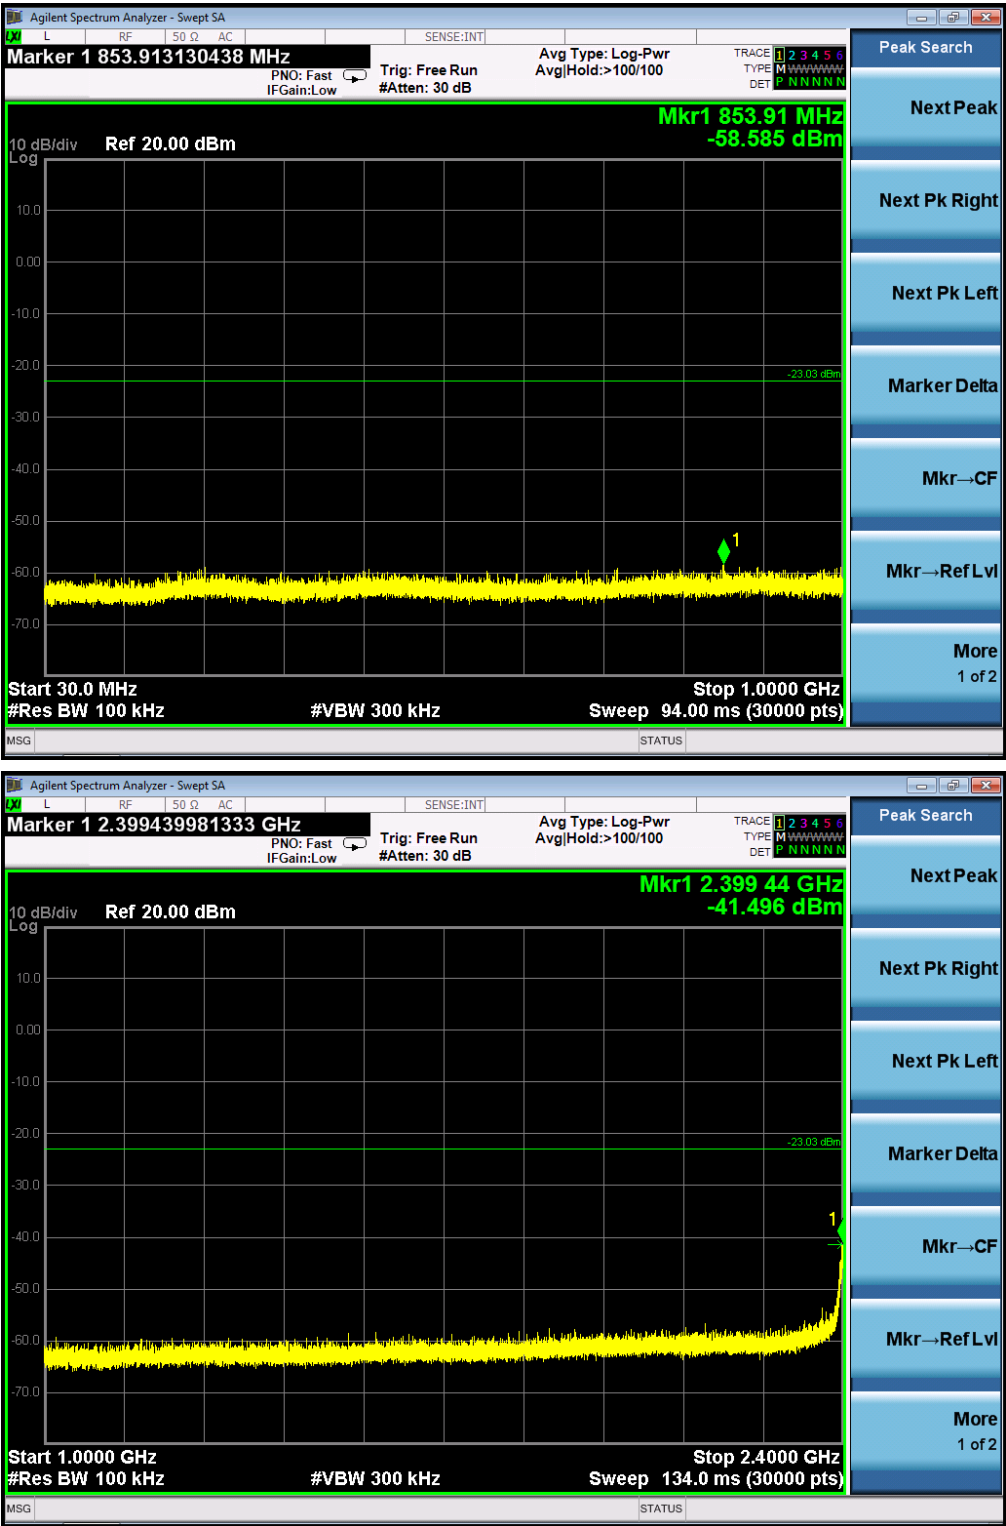 Agilent Spectrum Analyzer - Swept SA
LXI L RF 50 Ω AC SENSE:INT
Marker 1 853.913130438 MHz
PNO: Fast
IFGain:Low
Trig: Free Run
#Atten: 30 dB
Avg Type: Log-Pwr
Avg|Hold:>100/100
TRACE 1 2 3 4 5 6
TYPE M WWWWW
DET P N N N N N
Mkr1 853.91 MHz
-58.585 dBm
10 dB/div Ref 20.00 dBm
Log
10.0
0.00
-10.0
-20.0
-23.03 dBm
-30.0
-40.0
-50.0
1
-60.0
-70.0
Start 30.0 MHz Stop 1.0000 GHz
#Res BW 100 kHz #VBW 300 kHz Sweep 94.00 ms (30000 pts)
MSG STATUS
Peak Search
Next Peak
Next Pk Right
Next Pk Left
Marker Delta
Mkr→CF
Mkr→Ref Lvl
More
1 of 2
Agilent Spectrum Analyzer - Swept SA
LXI L RF 50 Ω AC SENSE:INT
Marker 1 2.399439981333 GHz
PNO: Fast
IFGain:Low
Trig: Free Run
#Atten: 30 dB
Avg Type: Log-Pwr
Avg|Hold:>100/100
TRACE 1 2 3 4 5 6
TYPE M WWWWW
DET P N N N N N
Mkr1 2.399 44 GHz
-41.496 dBm
10 dB/div Ref 20.00 dBm
Log
10.0
0.00
-10.0
-20.0
-23.03 dBm
-30.0
1
-40.0
-50.0
-60.0
-70.0
Start 1.0000 GHz Stop 2.4000 GHz
#Res BW 100 kHz #VBW 300 kHz Sweep 134.0 ms (30000 pts)
MSG STATUS
Peak Search
Next Peak
Next Pk Right
Next Pk Left
Marker Delta
Mkr→CF
Mkr→Ref Lvl
More
1 of 2